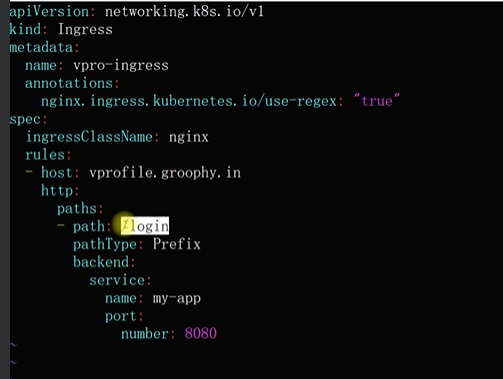 apiVersion: networking.k8s.io/v1
kind: Ingress
metadata:
  name: vpro-ingress
  annotations:
    nginx.ingress.kubernetes.io/use-regex: "true"
spec:
  ingressClassName: nginx
  rules:
  - host: vprofile.groophy.in
    http:
      paths:
      - path: /login
        pathType: Prefix
        backend:
          service:
            name: my-app
            port:
              number: 8080
~
~